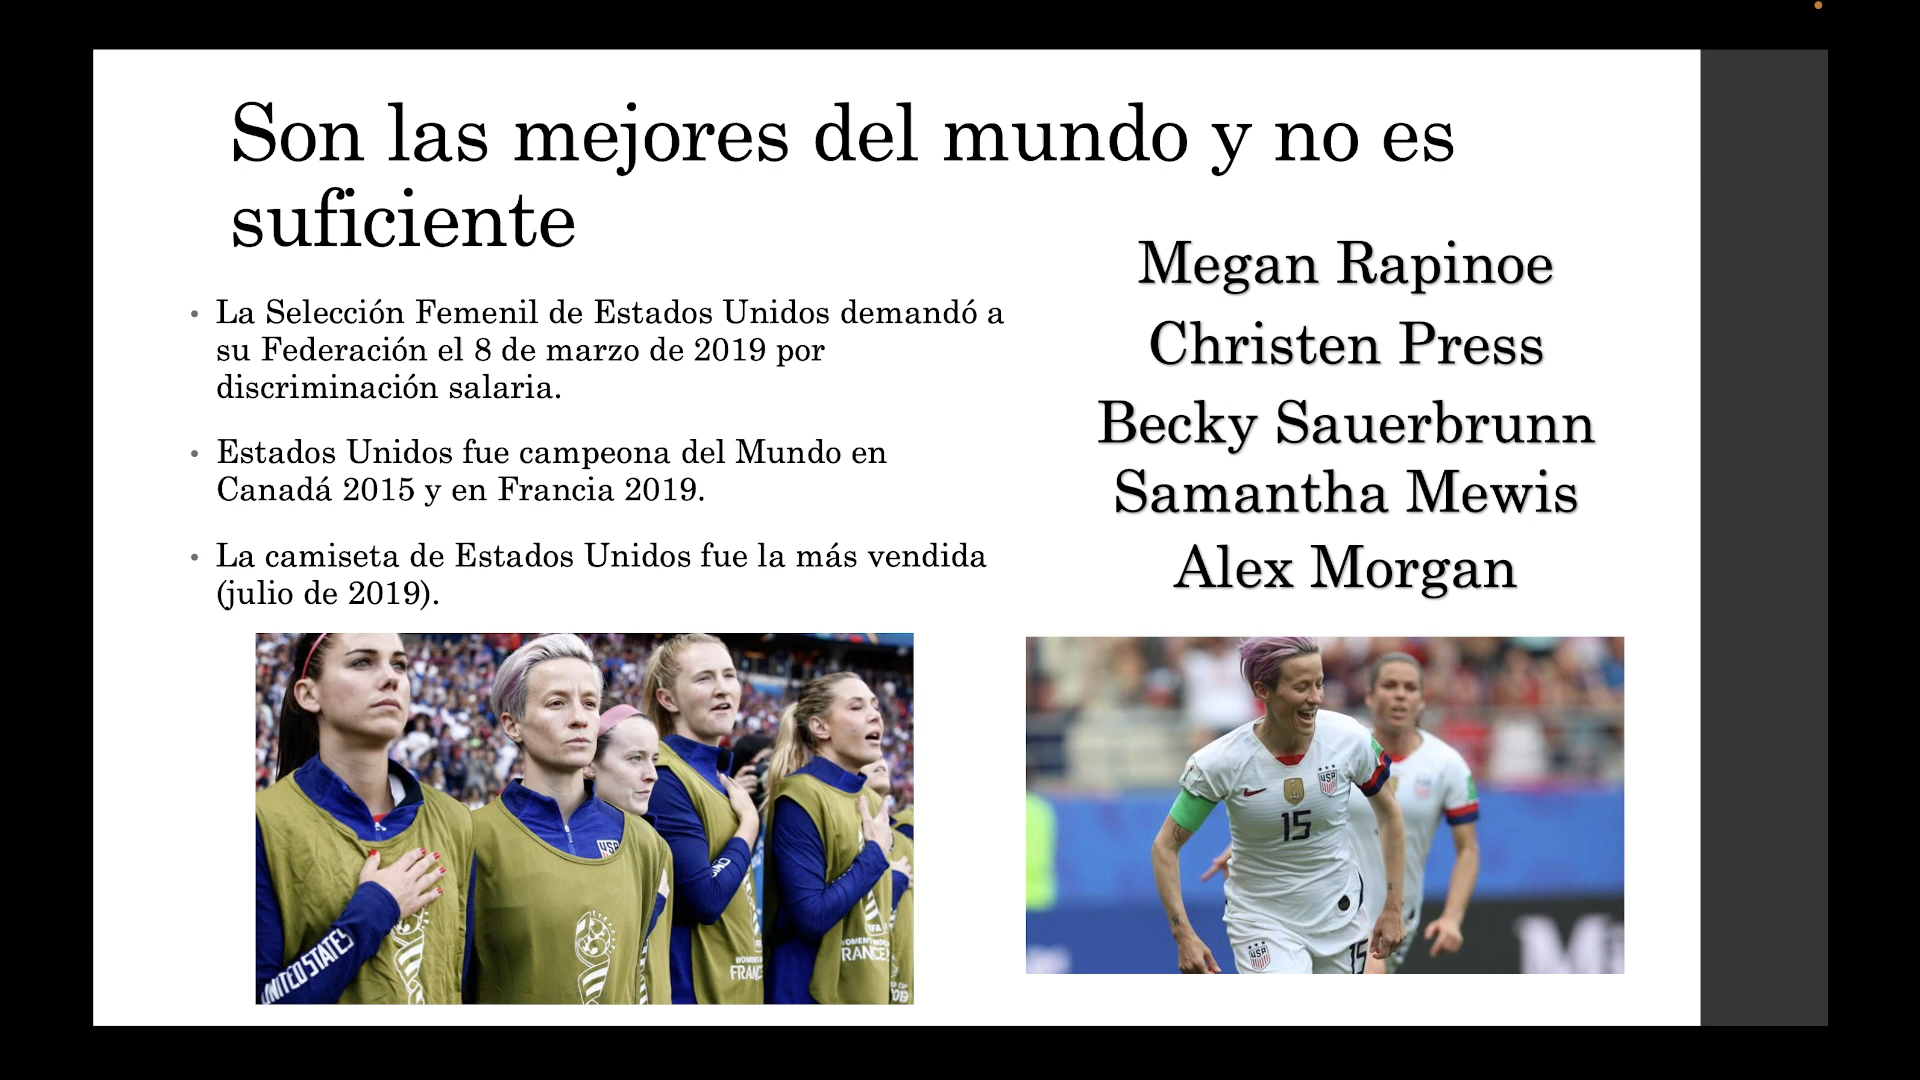 Son las mejores del mundo y no es
suficiente
• La Selección Femenil de Estados Unidos demandó a
su Federación el 8 de marzo de 2019 por
discriminación salaria.
• Estados Unidos fue campeona del Mundo en
Canadá 2015 y en Francia 2019.
• La camiseta de Estados Unidos fue la más vendida
(julio de 2019).
Megan Rapinoe
Christen Press
Becky Sauerbrunn
Samantha Mewis
Alex Morgan
UNITED STATES
USA
15
USA
USA
15